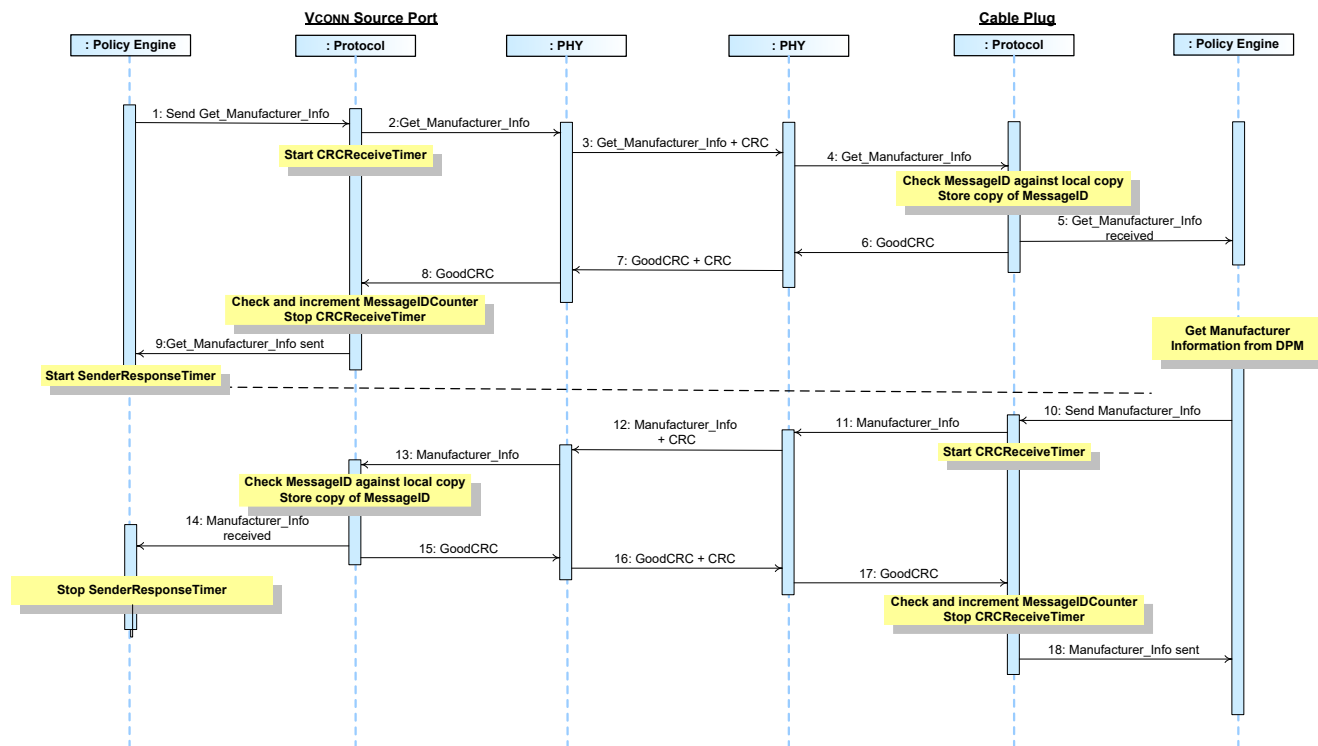 VCONN Source Port
Cable Plug
: Policy Engine
: Protocol
: PHY
: PHY
: Protocol
: Policy Engine
1: Send Get_Manufacturer_Info
2:Get_Manufacturer_Info
Start CRCReceiveTimer
3: Get_Manufacturer_Info + CRC
4: Get_Manufacturer_Info
Check MessageID against local copy
Store copy of MessageID
5: Get_Manufacturer_Info
received
6: GoodCRC
7: GoodCRC + CRC
8: GoodCRC
Check and increment MessageIDCounter
Stop CRCReceiveTimer
9:Get_Manufacturer_Info sent
Start SenderResponseTimer
Get Manufacturer
Information from DPM
10: Send Manufacturer_Info
11: Manufacturer_Info
Start CRCReceiveTimer
12: Manufacturer_Info
+ CRC
13: Manufacturer_Info
Check MessageID against local copy
Store copy of MessageID
14: Manufacturer_Info
received
15: GoodCRC
16: GoodCRC + CRC
17: GoodCRC
Stop SenderResponseTimer
Check and increment MessageIDCounter
Stop CRCReceiveTimer
18: Manufacturer_Info sent